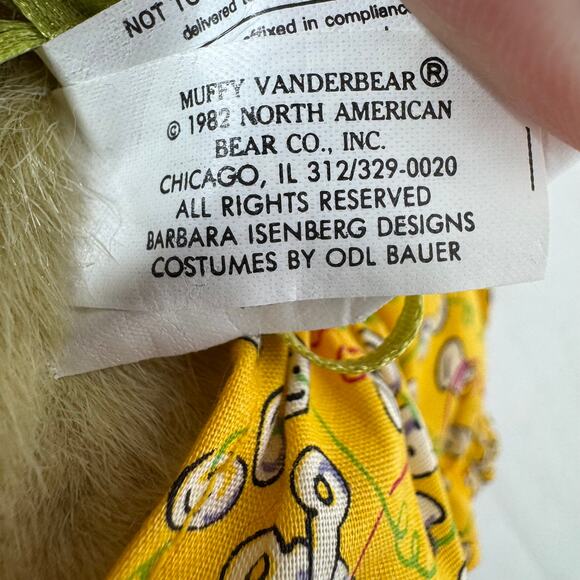 NOT TO
delivered
affixed in compliance
MUFFY VANDERBEAR®
© 1982 NORTH AMERICAN
BEAR CO., INC.
CHICAGO, IL 312/329-0020
ALL RIGHTS RESERVED
BARBARA ISENBERG DESIGNS
COSTUMES BY ODL BAUER